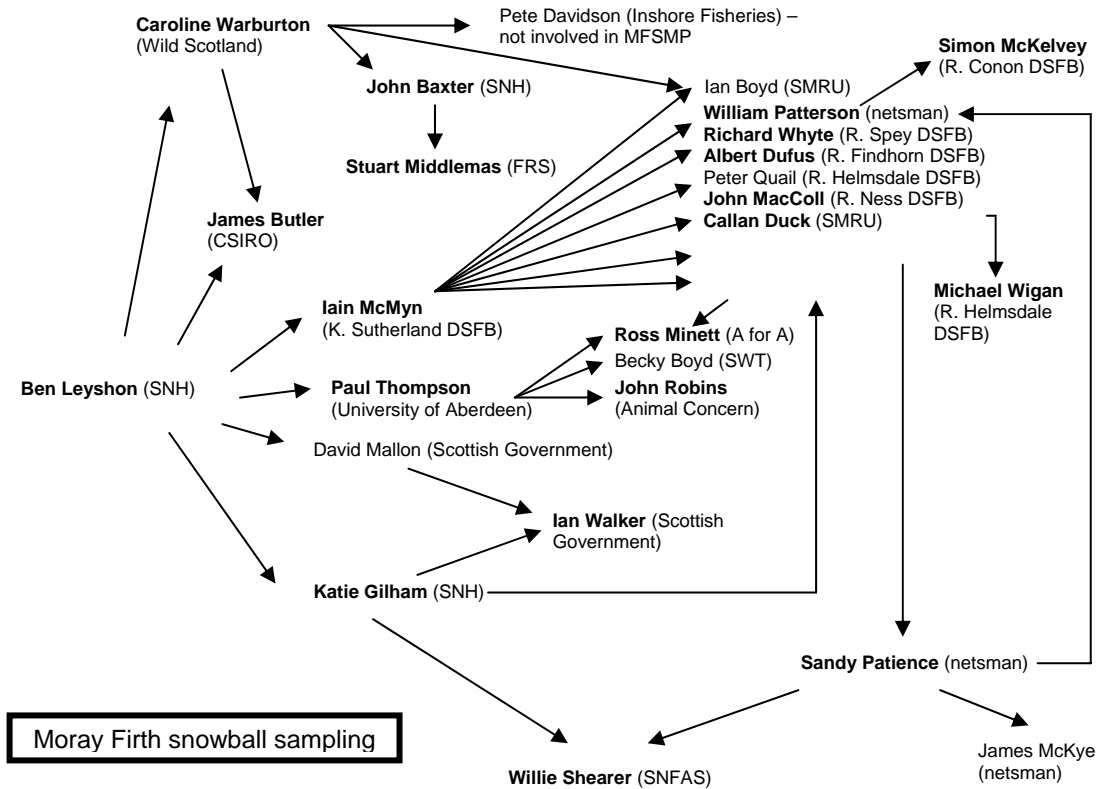 Caroline Warburton
(Wild Scotland)
Pete Davidson (Inshore Fisheries) –
not involved in MFSMP
Simon McKelvey
(R. Conon DSFB)
John Baxter (SNH)
Stuart Middlemas (FRS)
Ian Boyd (SMRU)
William Patterson (netsman)
Richard Whyte (R. Spey DSFB)
Albert Dufus (R. Findhorn DSFB)
Peter Quail (R. Helmsdale DSFB)
John MacColl (R. Ness DSFB)
Callan Duck (SMRU)
James Butler
(CSIRO)
Michael Wigan
(R. Helmsdale
DSFB)
Iain McMyn
(K. Sutherland DSFB)
Ross Minett (A for A)
Becky Boyd (SWT)
John Robins
(Animal Concern)
Ben Leyshon (SNH)
Paul Thompson
(University of Aberdeen)
David Mallon (Scottish Government)
Ian Walker (Scottish
Government)
Katie Gilham (SNH)
Sandy Patience (netsman)
Moray Firth snowball sampling
Willie Shearer (SNFAS)
James McKye
(netsman)